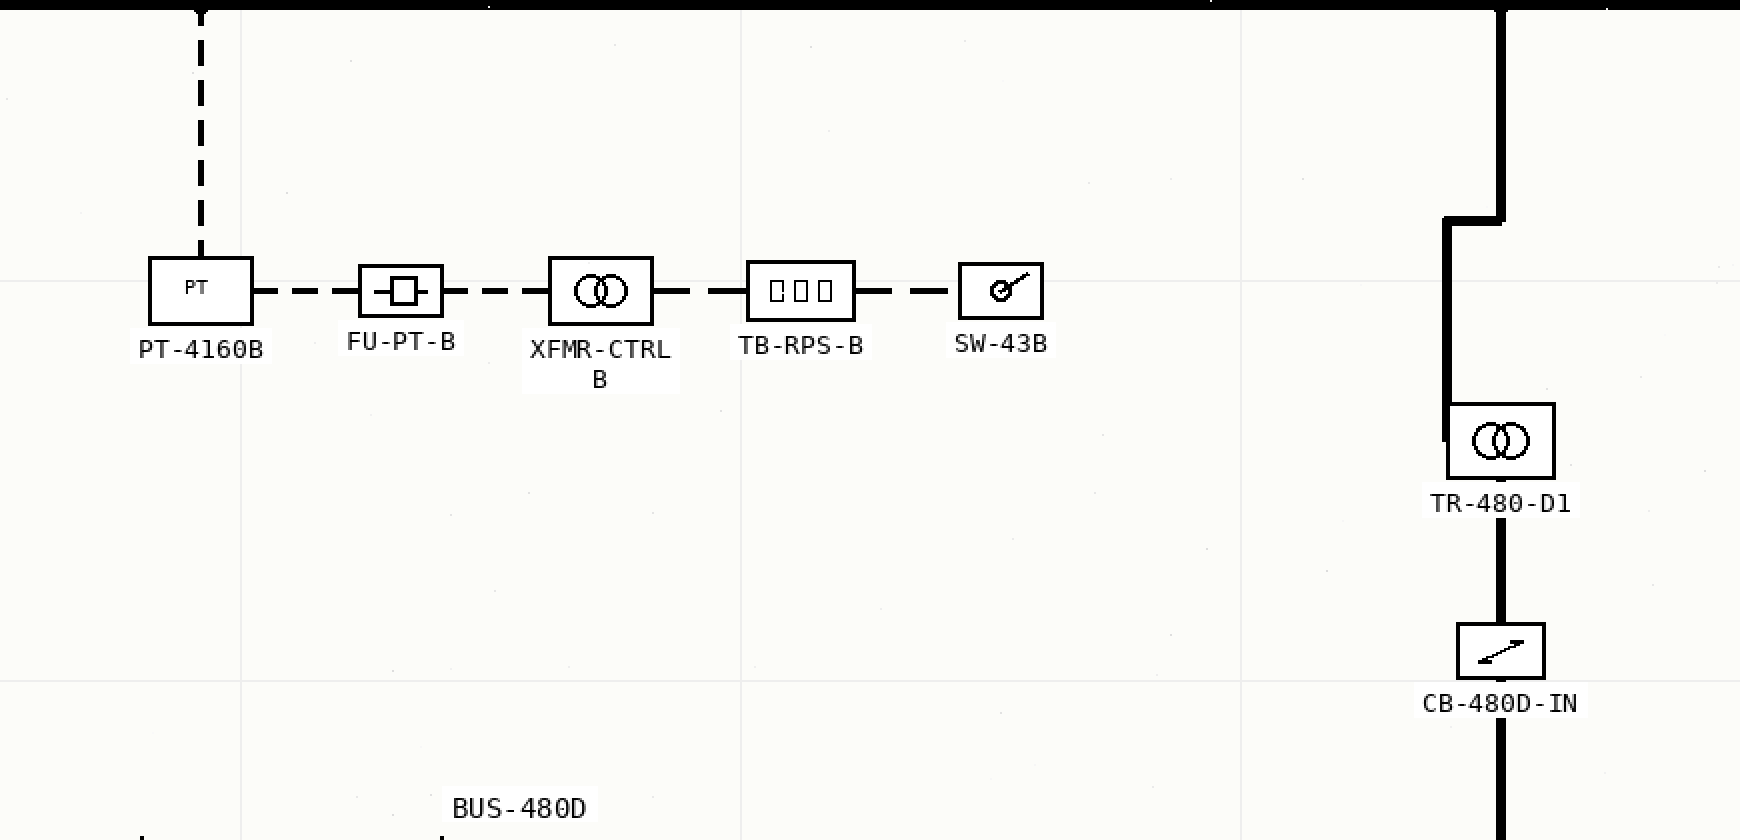 PT
PT-4160B
FU-PT-B
XFMR-CTRL
B
TB-RPS-B
SW-43B
TR-480-D1
CB-480D-IN
BUS-480D